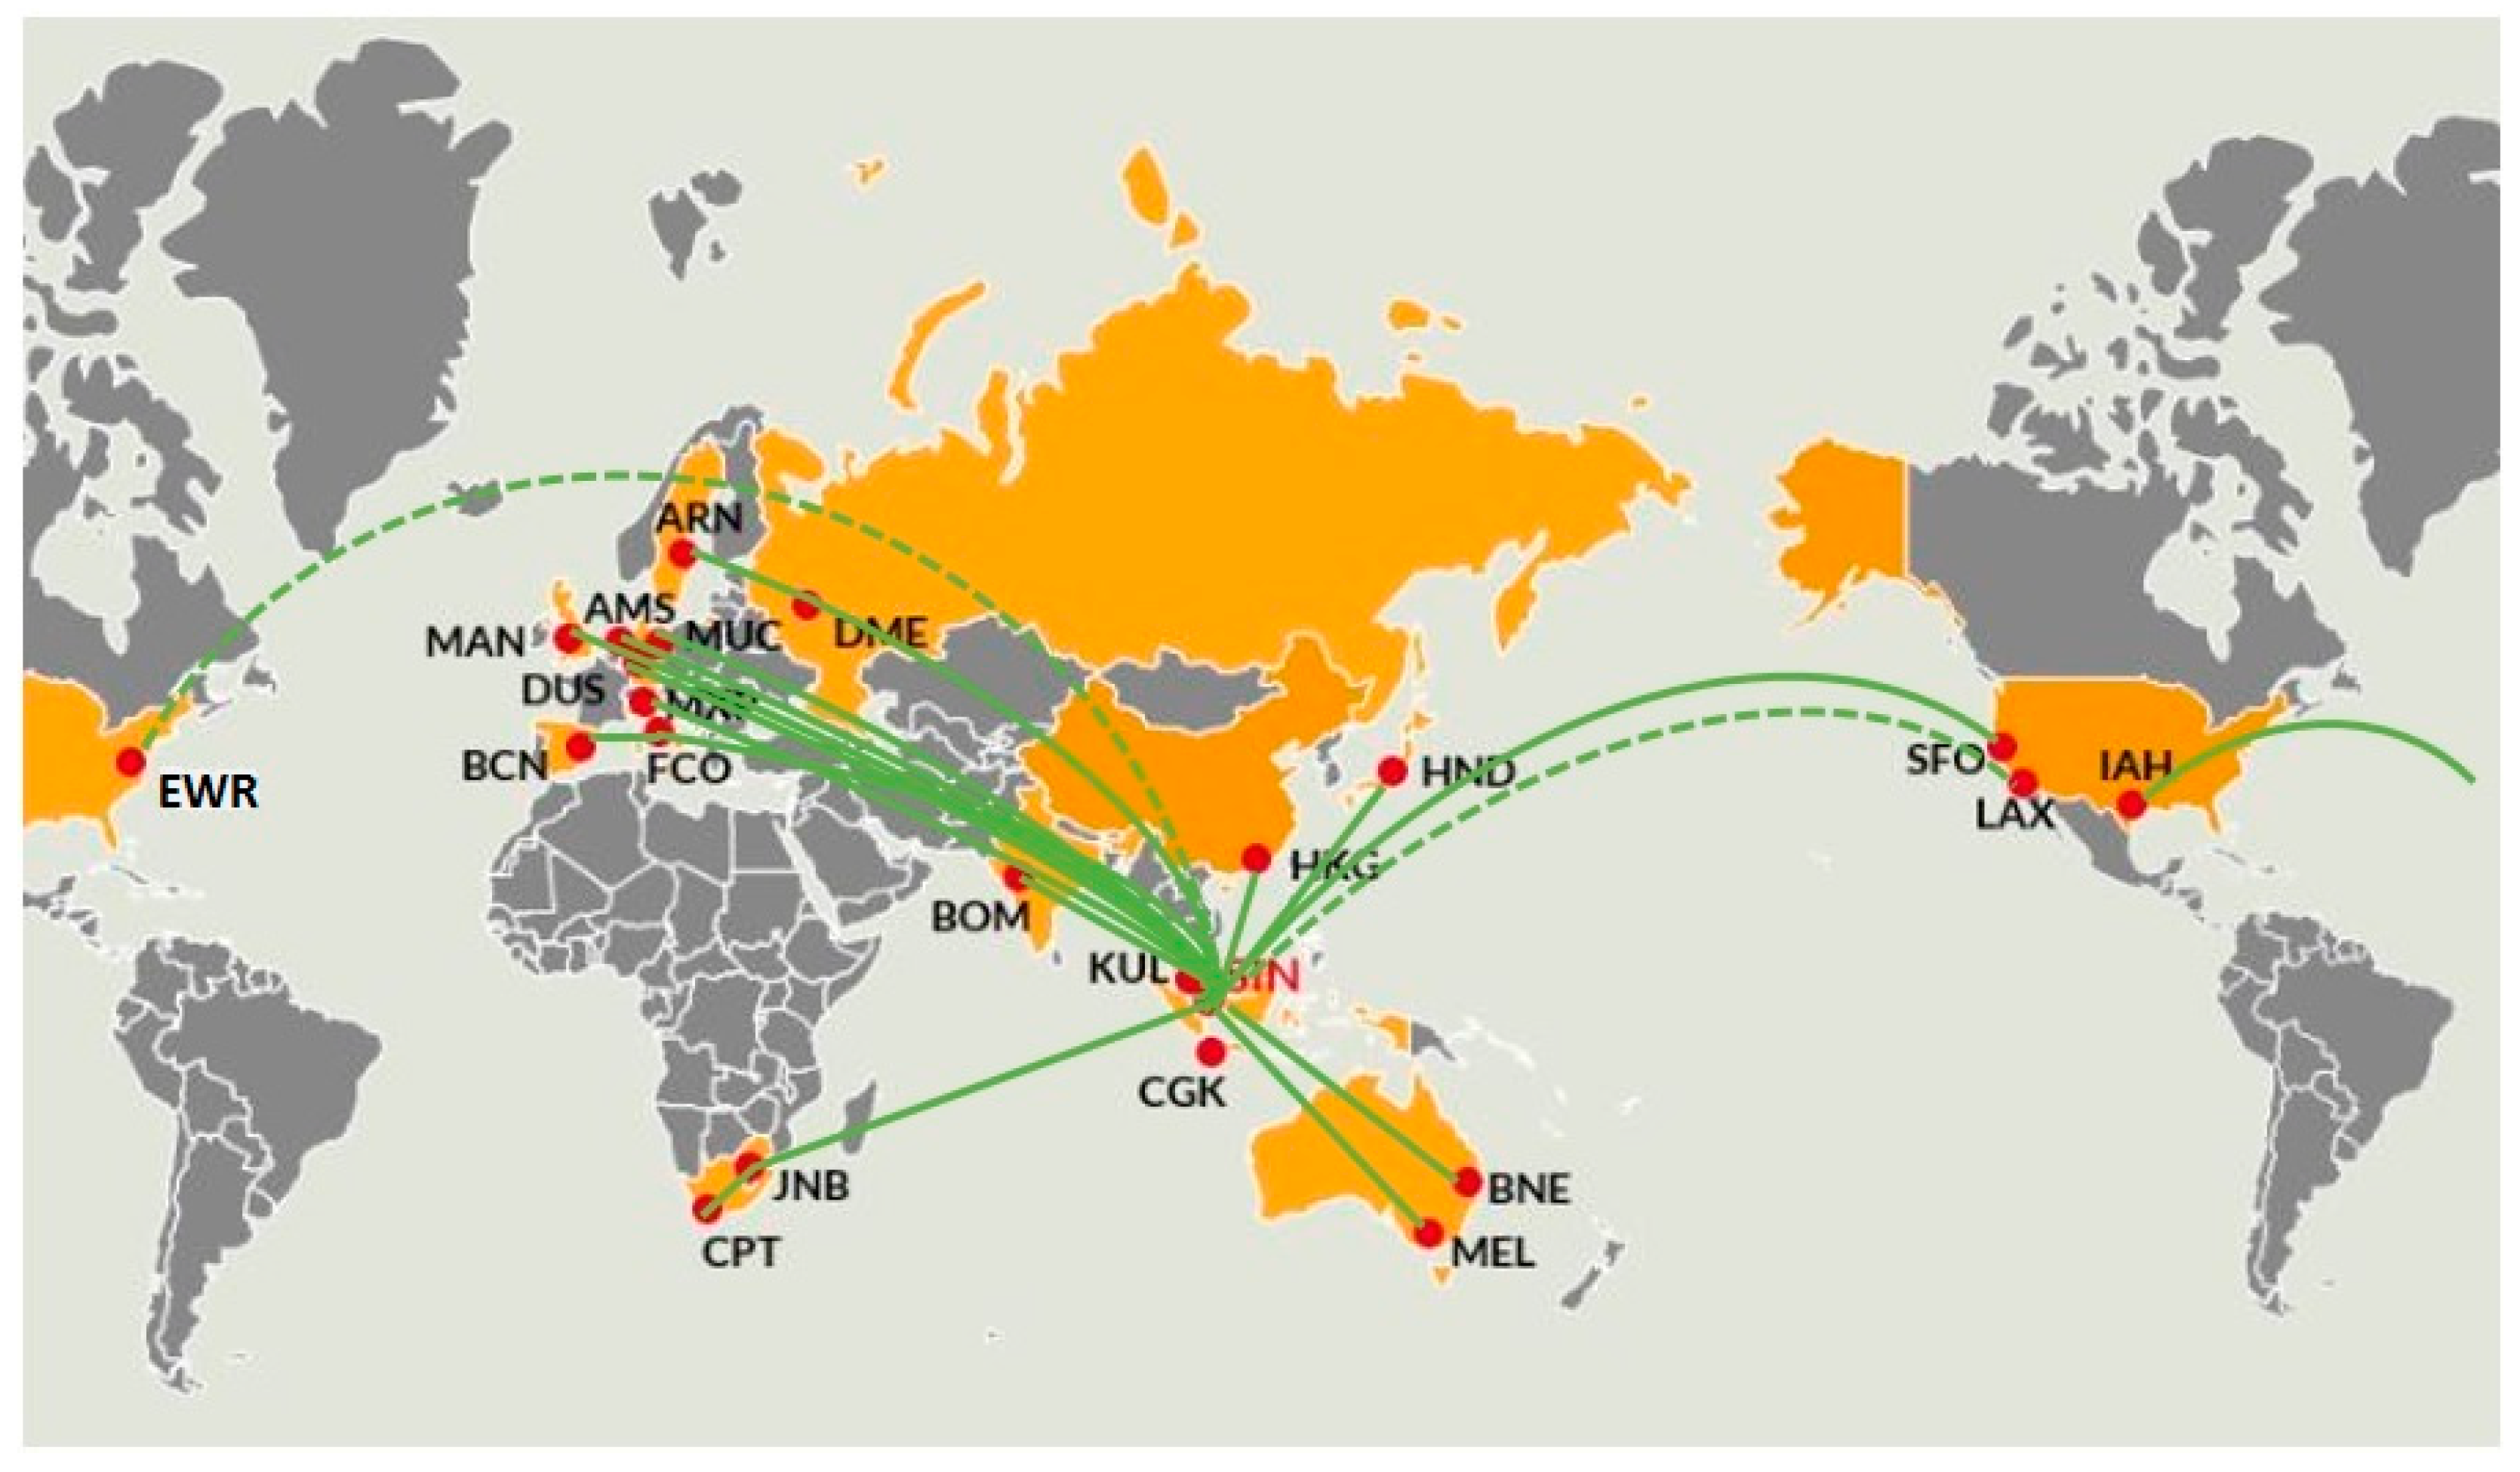 ARN
AMS
MAN
MUC
DME
DUS
BCN
FCO
EWR
HND
SFO
IAH
LAX
HKG
BOM
KUL
SIN
CGK
JNB
BNE
CPT
MEL